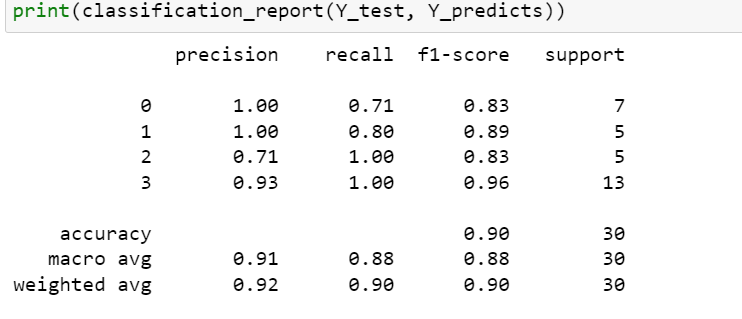 print(classification_report(Y_test, Y_predicts))
precision recall f1-score support
0 1.00 0.71 0.83 7
1 1.00 0.80 0.89 5
2 0.71 1.00 0.83 5
3 0.93 1.00 0.96 13
accuracy 0.90 30
macro avg 0.91 0.88 0.88 30
weighted avg 0.92 0.90 0.90 30